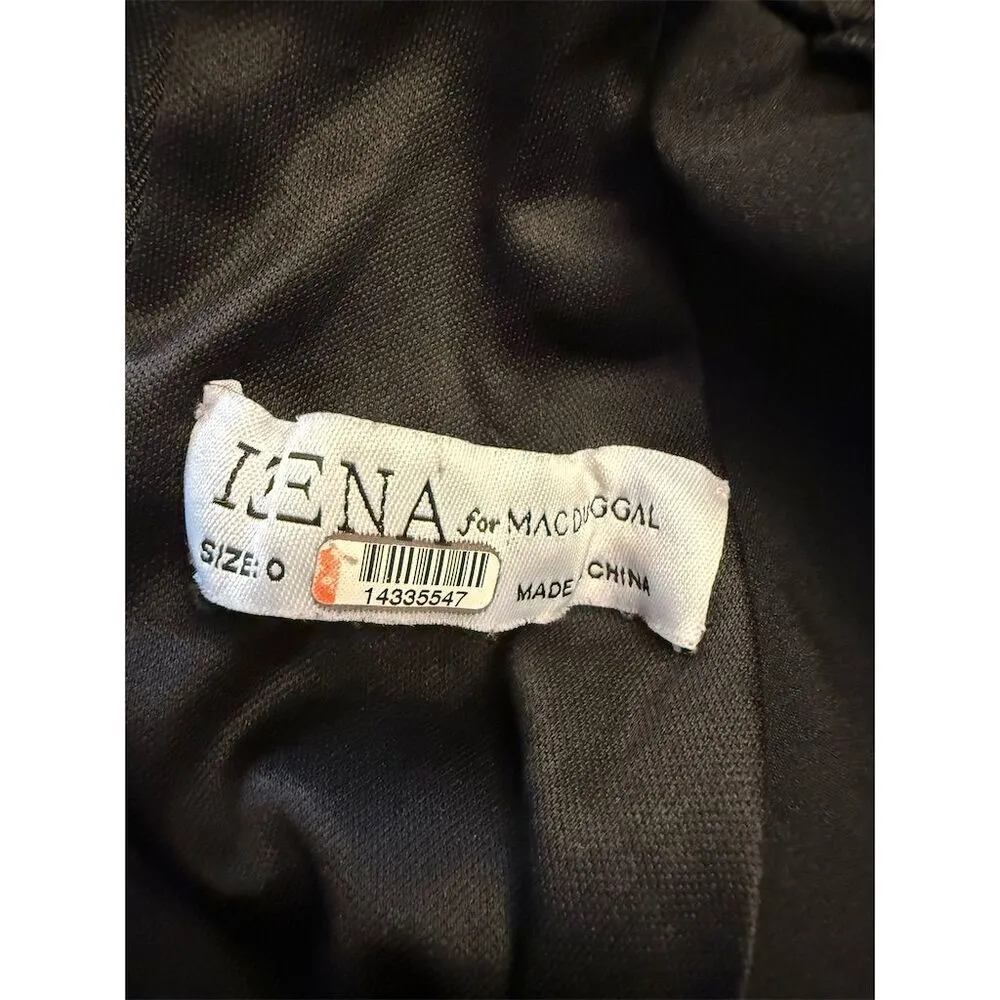 IEENA for MAC DUGGAL
SIZE: 0
MADE CHINA
14335547